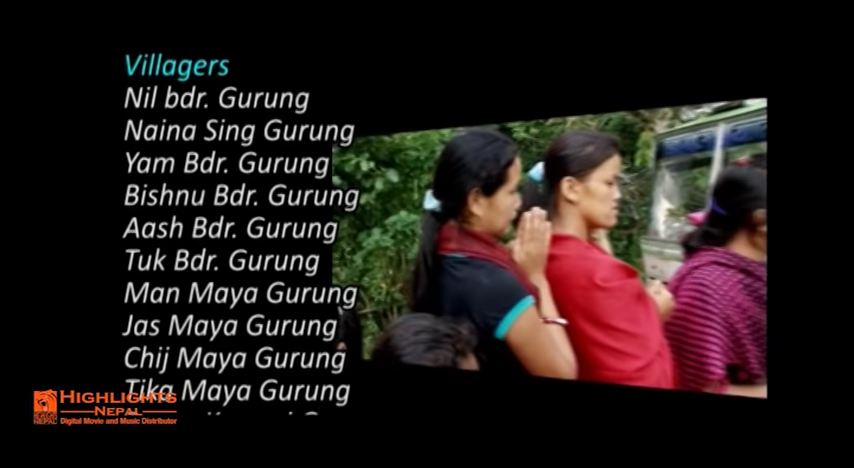 Villagers
Nil bdr. Gurung
Naina Sing Gurung
Yam Bdr. Gurung
Bishnu Bdr. Gurung
Aash Bdr. Gurung
Tuk Bdr. Gurung
Man Maya Gurung
Jas Maya Gurung
Chij Maya Gurung
Tika Maya Gurung
HIGHLIGHTS
NEPAL
Digital Movie and Music Distributor